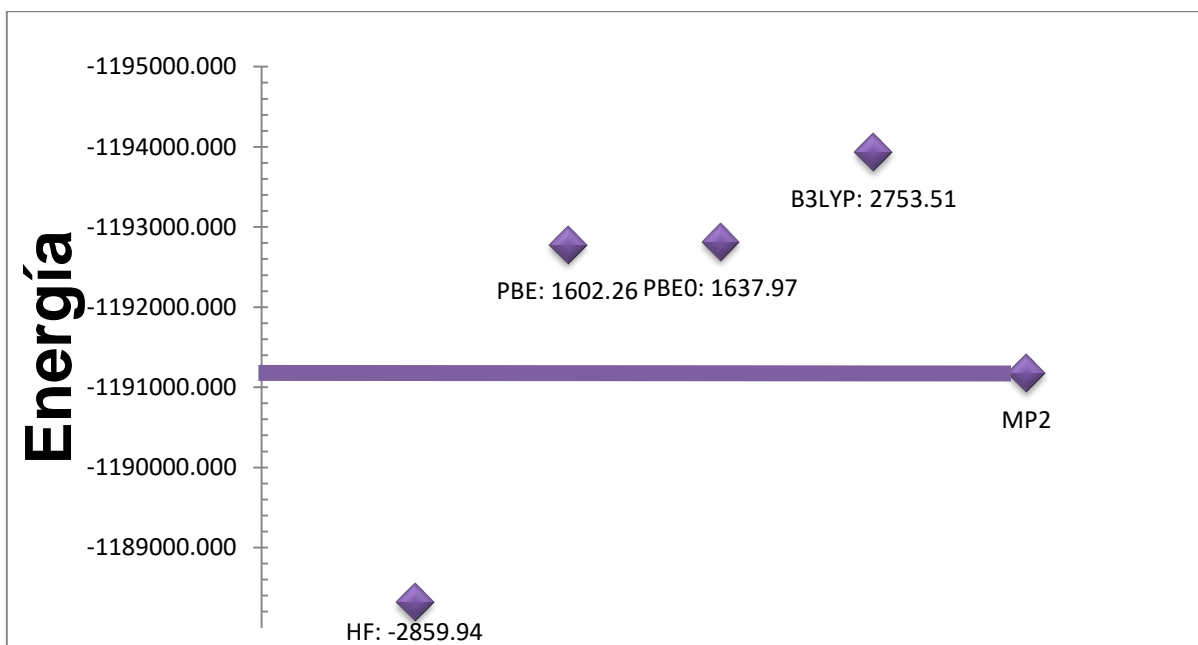 Energía
-1195000.000
-1194000.000
-1193000.000
-1192000.000
-1191000.000
-1190000.000
-1189000.000
B3LYP: 2753.51
PBE: 1602.26
PBE0: 1637.97
MP2
HF: -2859.94